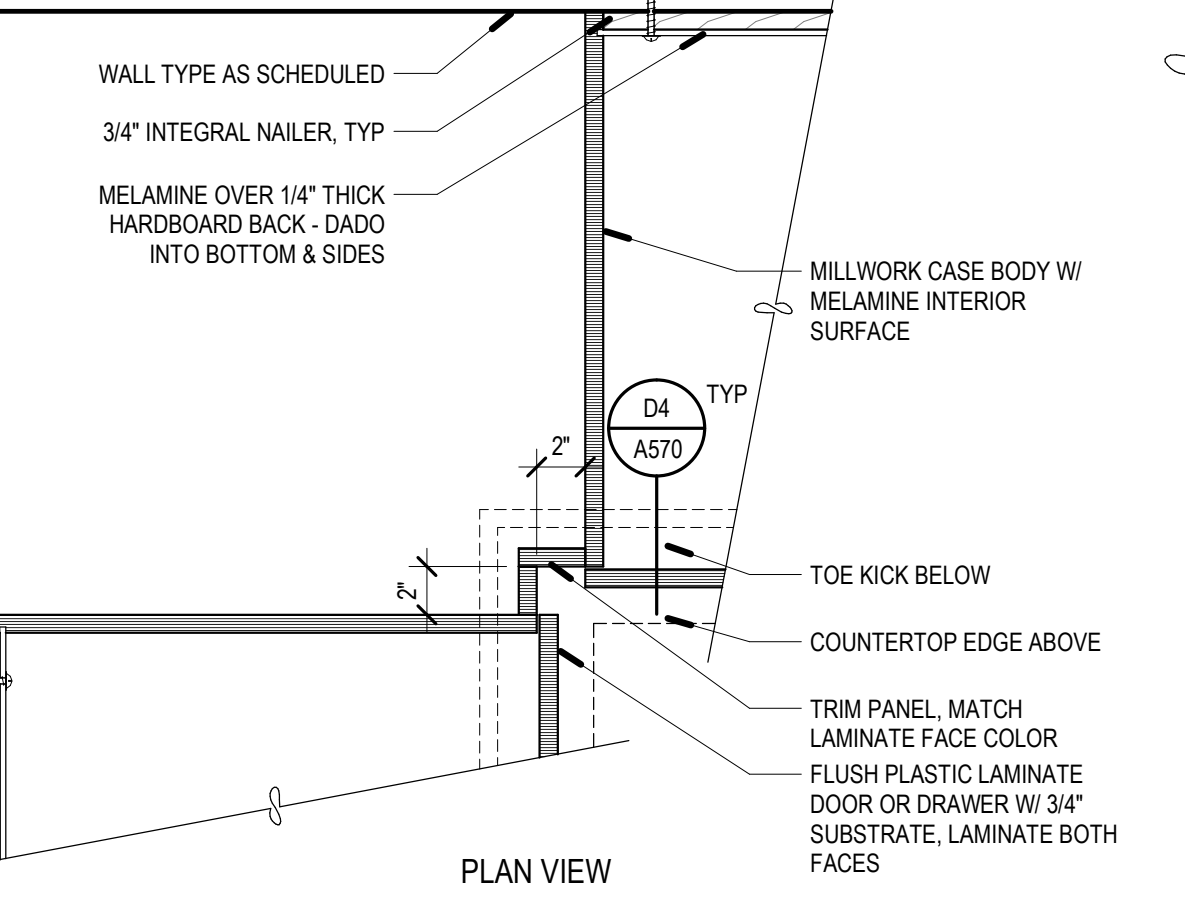 WALL TYPE AS SCHEDULED
3/4" INTEGRAL NAILER, TYP
MELAMINE OVER 1/4" THICK
HARDBOARD BACK - DADO
INTO BOTTOM & SIDES
MILLWORK CASE BODY W/
MELAMINE INTERIOR
SURFACE
D4
A570
TYP
2"
2"
TOE KICK BELOW
COUNTERTOP EDGE ABOVE
TRIM PANEL, MATCH
LAMINATE FACE COLOR
FLUSH PLASTIC LAMINATE
DOOR OR DRAWER W/ 3/4"
SUBSTRATE, LAMINATE BOTH
FACES
PLAN VIEW